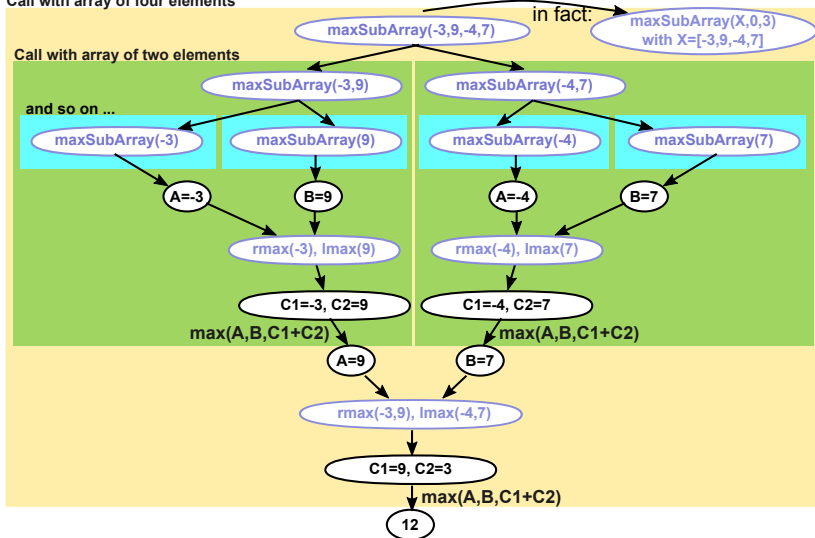 Call with array of four elements
in fact:
maxSubArray(-3,9,-4,7)
maxSubArray(X,0,3)
with X=[-3,9,-4,7]
Call with array of two elements
maxSubArray(-3,9)
maxSubArray(-4,7)
and so on ...
maxSubArray(-3)
maxSubArray(9)
maxSubArray(-4)
maxSubArray(7)
A=-3
B=9
A=-4
B=7
rmax(-3), lmax(9)
rmax(-4), lmax(7)
C1=-3, C2=9
C1=-4, C2=7
max(A,B,C1+C2)
max(A,B,C1+C2)
A=9
B=7
rmax(-3,9), lmax(-4,7)
C1=9, C2=3
max(A,B,C1+C2)
12